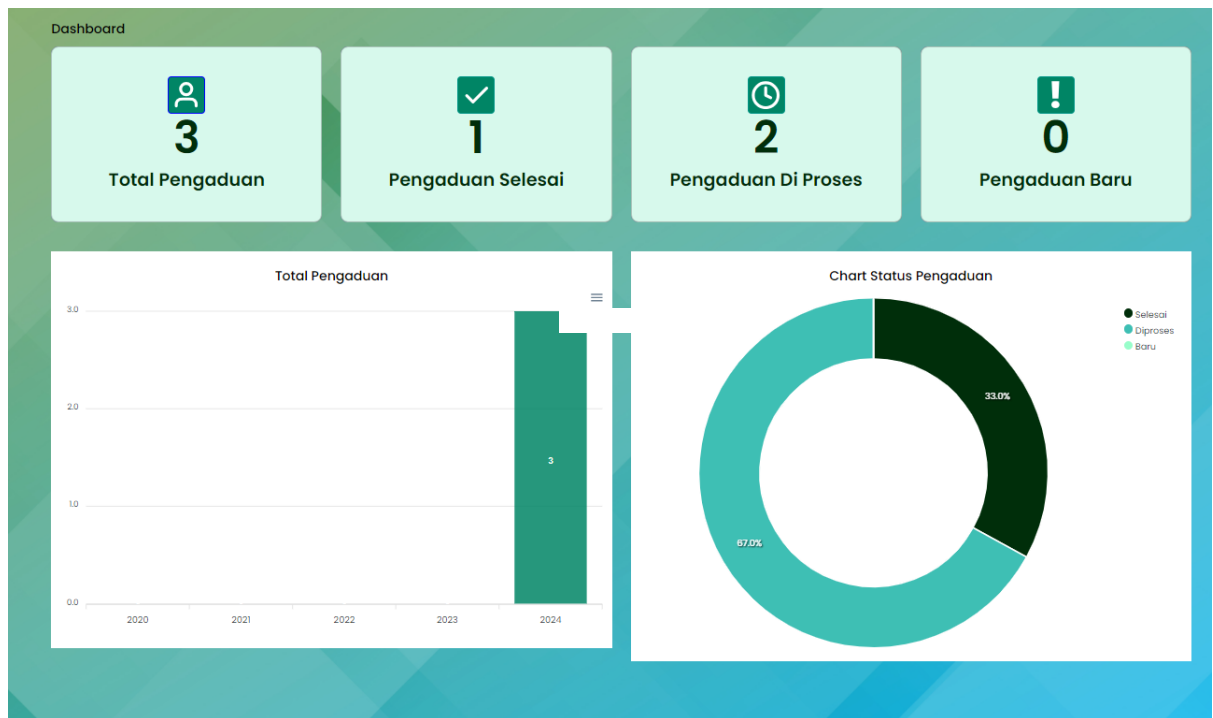 Dashboard
3
Total Pengaduan
1
Pengaduan Selesai
2
Pengaduan Di Proses
0
Pengaduan Baru
Total Pengaduan
3.0
2.0
1.0
0.0
3
2020
2021
2022
2023
2024
Chart Status Pengaduan
Selesai
Diproses
Baru
33.0%
67.0%